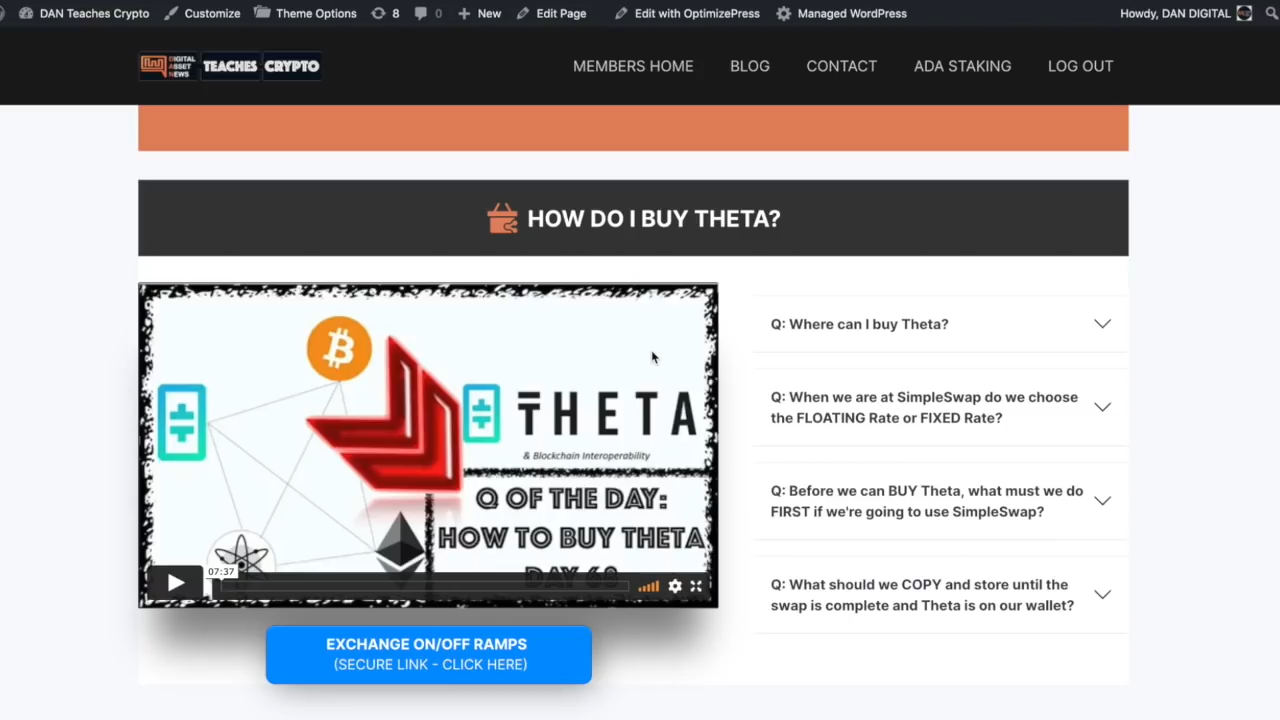 DAN Teaches Crypto Customize Theme Options 8 0 New Edit Page Edit with OptimizePress Managed WordPress Howdy, DAN DIGITAL
DIGITAL ASSET NEWS TEACHES CRYPTO
MEMBERS HOME BLOG CONTACT ADA STAKING LOG OUT
HOW DO I BUY THETA?
THETA
& Blockchain Interoperability
Q OF THE DAY:
HOW TO BUY THETA
DAY 68
07:37
EXCHANGE ON/OFF RAMPS
(SECURE LINK - CLICK HERE)
Q: Where can I buy Theta?
Q: When we are at SimpleSwap do we choose
the FLOATING Rate or FIXED Rate?
Q: Before we can BUY Theta, what must we do
FIRST if we're going to use SimpleSwap?
Q: What should we COPY and store until the
swap is complete and Theta is on our wallet?